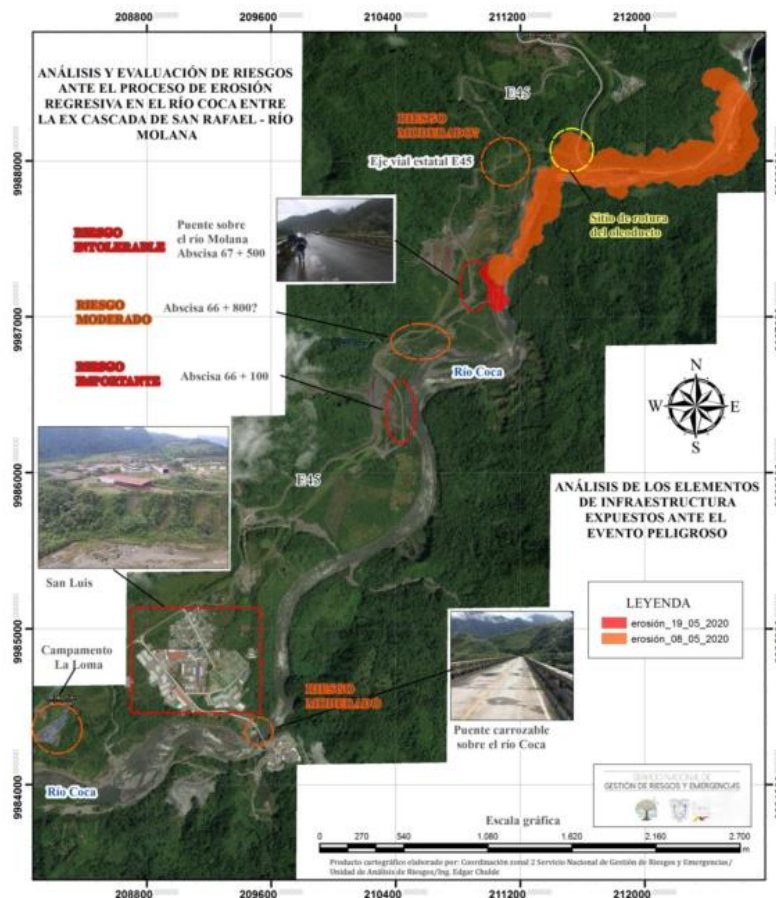 208800 209600 210400 211200 212000
ANÁLISIS Y EVALUACIÓN DE RIESGOS
ANTE EL PROCESO DE EROSIÓN
REGRESIVA EN EL RÍO COCA ENTRE
LA EX CASCADA DE SAN RAFAEL - RÍO
MOLANA
E45
RIESGO
MODERADO?
Eje vial estatal E45
9988000
Sitio de rotura
del oleoducto
RIESGO
INTOLERABLE
Puente sobre
el río Molana
Abscisa 67 + 500
RIESGO
MODERADO
Abscisa 66 + 800?
9987000
RIESGO
IMPORTANTE
Abscisa 66 + 100
Río Coca
N
W E
S
9986000
E45
ANÁLISIS DE LOS ELEMENTOS
DE INFRAESTRUCTURA
EXPUESTOS ANTE EL
EVENTO PELIGROSO
San Luis
LEYENDA
erosión_19_05_2020
erosión_08_05_2020
9985000
Campamento
La Loma
RIESGO
MODERADO
Puente carrozable
sobre el río Coca
Río Coca
9984000
SERVICIO NACIONAL DE
GESTIÓN DE RIESGOS Y EMERGENCIAS
Escala gráfica
0 270 540 1.080 1.620 2.160 2.700
m
Producto cartográfico elaborado por: Coordinación zonal 2 Servicio Nacional de Gestión de Riesgos y Emergencias/
Unidad de Análisis de Riesgos/Ing. Edgar Chulde
208800 209600 210400 211200 212000